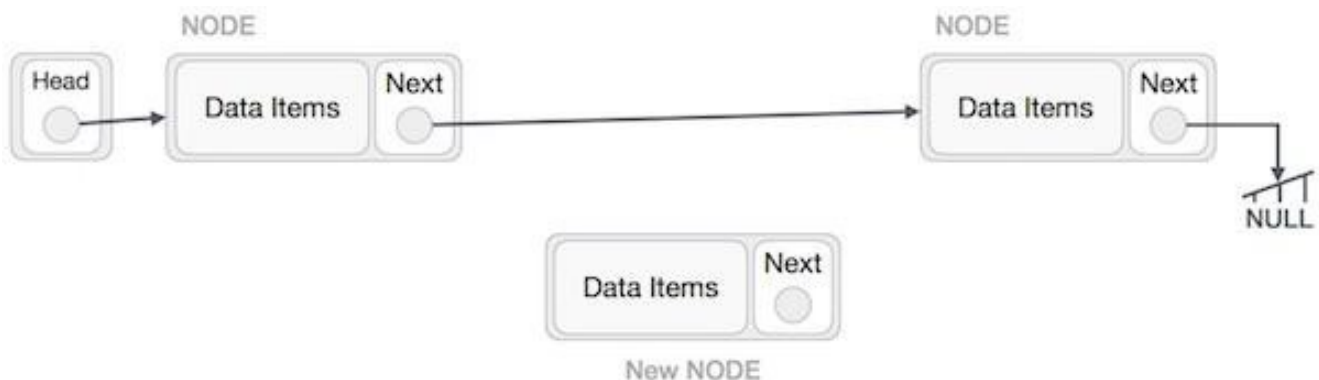 NODE
NODE
Head
Data Items
Next
Data Items
Next
NULL
Data Items
Next
New NODE